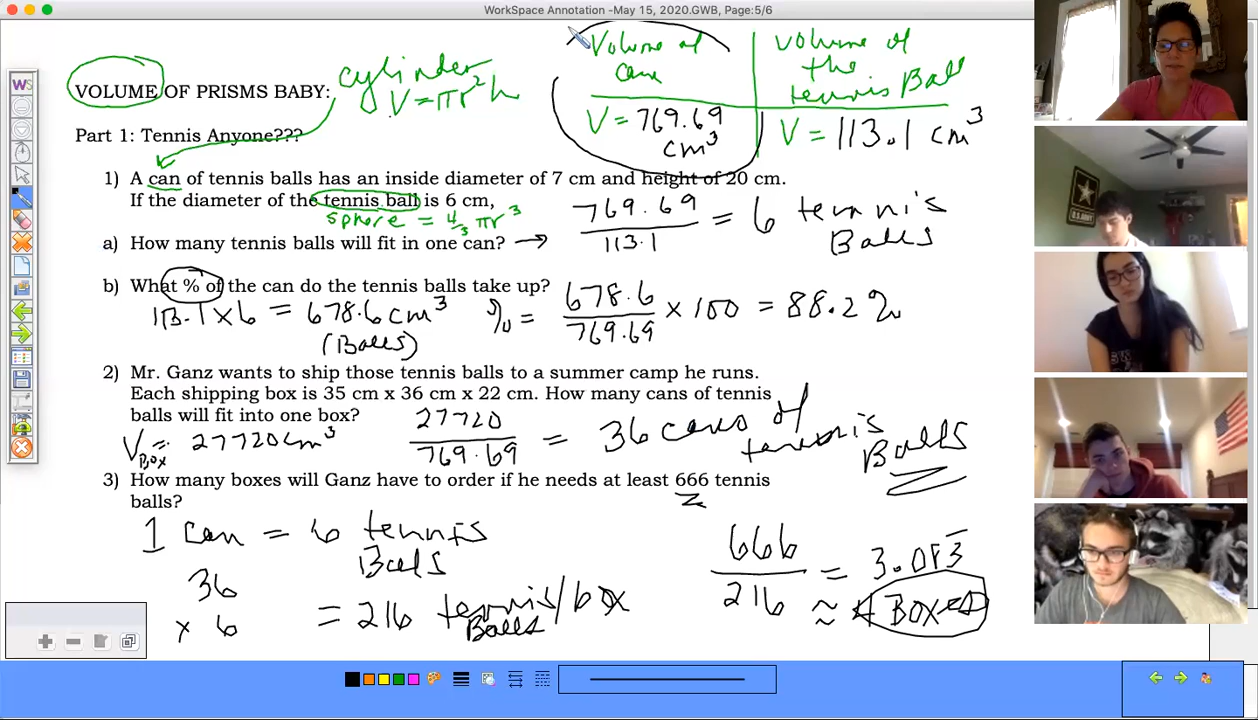 WorkSpace Annotation -May 15, 2020.GWB, Page:5/6
VOLUME OF PRISMS BABY:
cylinder
V = πr²h
Volume of
can
V = 769.69
cm³
volume of
the
tennis Ball
V = 113.1 cm³
Part 1: Tennis Anyone???
1) A can of tennis balls has an inside diameter of 7 cm and height of 20 cm.
If the diameter of the tennis ball is 6 cm,
sphere = 4/3 πr³
a) How many tennis balls will fit in one can? →
769.69 / 113.1 = 6 tennis
Balls
b) What % of the can do the tennis balls take up?
113.1 x 6 = 678.6 cm³
(Balls)
% = 678.6 / 769.69 x 100 = 88.2 %
2) Mr. Ganz wants to ship those tennis balls to a summer camp he runs.
Each shipping box is 35 cm x 36 cm x 22 cm. How many cans of tennis
balls will fit into one box?
V BOX = 27720 cm³
27720 / 769.69 = 36 cans of
tennis
Balls
3) How many boxes will Ganz have to order if he needs at least 666 tennis
balls?
1 can = 6 tennis
Balls
36
x 6
= 216 tennis/box
Balls
666 / 216 = 3.083
≈ 4 BOXES
U.S. ARMY